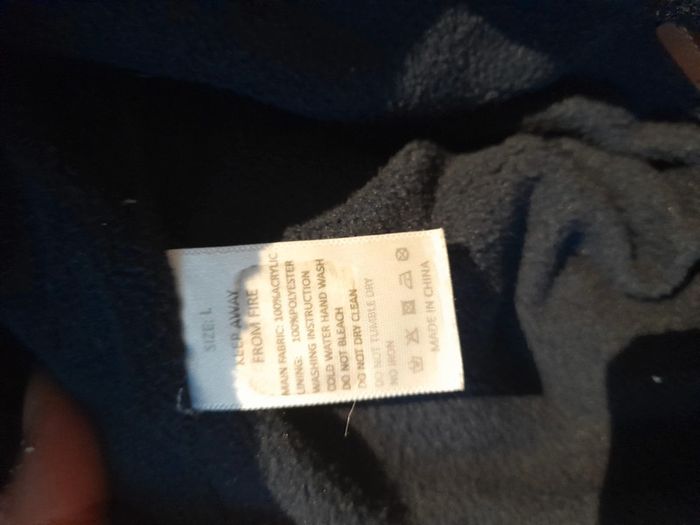 SIZE: L
KEEP AWAY
FROM FIRE
MAIN FABRIC: 100%ACRYLIC
LINING: 100%POLYESTER
WASHING INSTRUCTION
COLD WATER HAND WASH
DO NOT BLEACH
DO NOT DRY CLEAN
DO NOT TUMBLE DRY
NO IRON
MADE IN CHINA